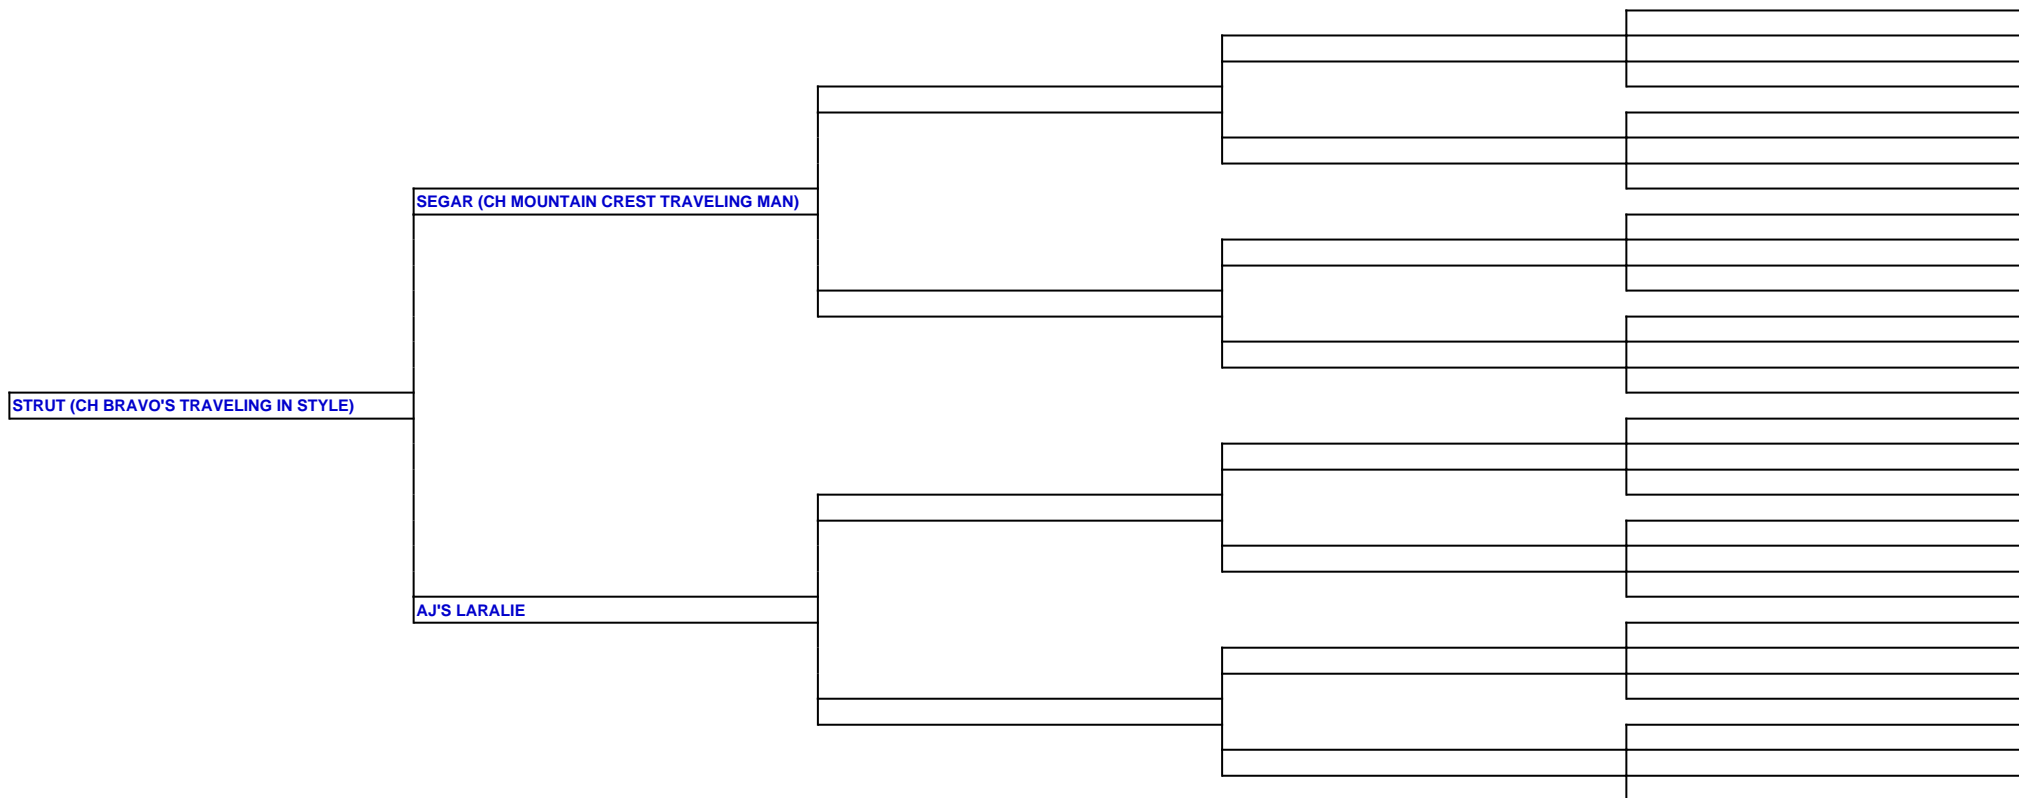 SEGAR (CH MOUNTAIN CREST TRAVELING MAN)
STRUT (CH BRAVO'S TRAVELING IN STYLE)
AJ'S LARALIE